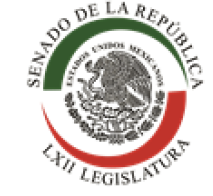 SENADO DE LA REPÚBLICA
ESTADOS UNIDOS MEXICANOS
LXII LEGISLATURA